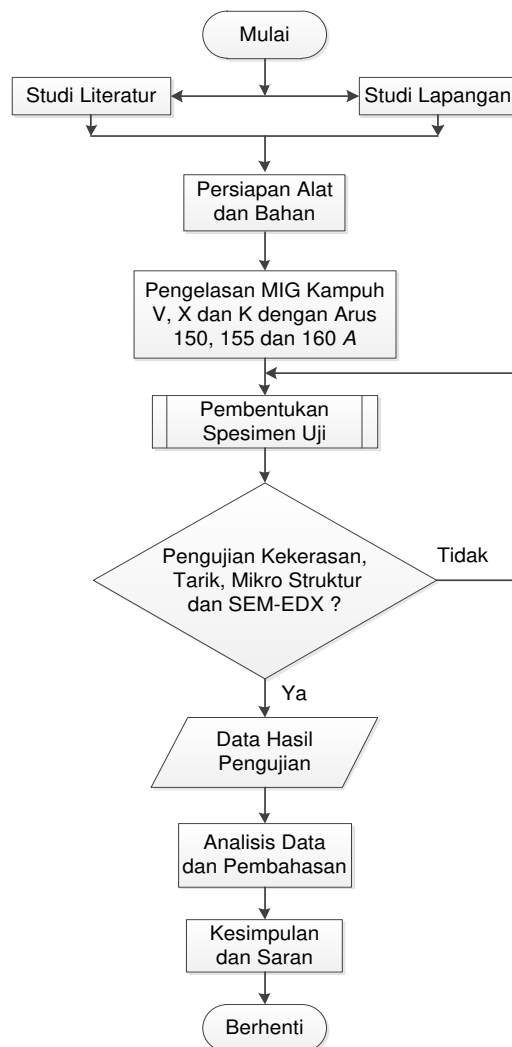 Mulai
Studi Literatur
Studi Lapangan
Persiapan Alat
dan Bahan
Pengelasan MIG Kampuh
V, X dan K dengan Arus
150, 155 dan 160 A
Pembentukan
Spesimen Uji
Pengujian Kekerasan,
Tarik, Mikro Struktur
dan SEM-EDX ?
Tidak
Ya
Data Hasil
Pengujian
Analisis Data
dan Pembahasan
Kesimpulan
dan Saran
Berhenti